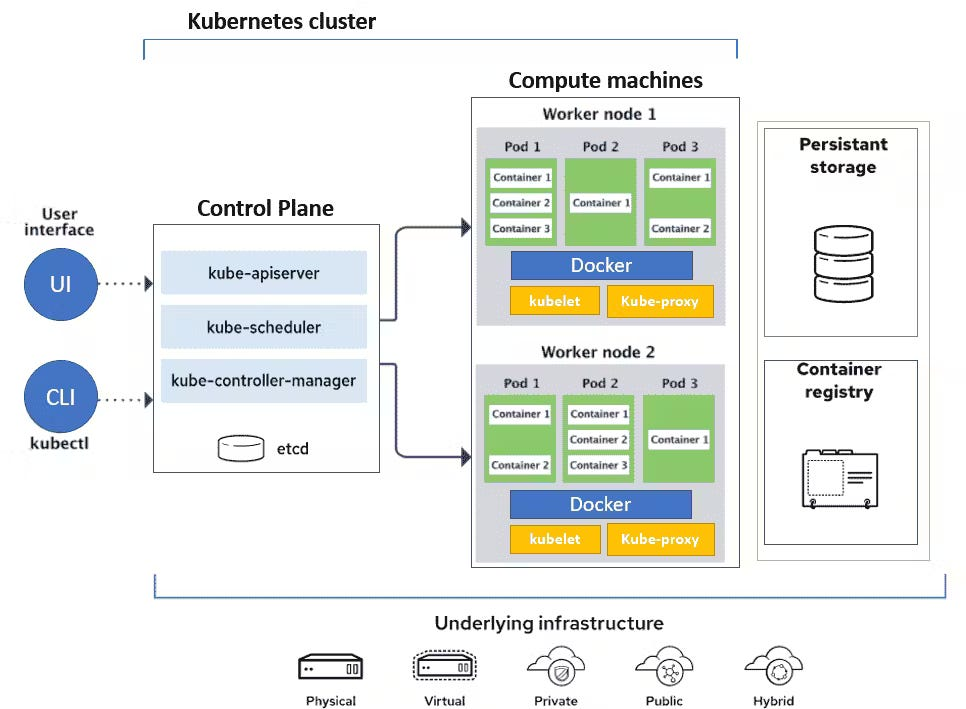 Kubernetes cluster
Compute machines
Worker node 1
Pod 1
Pod 2
Pod 3
Container 1
Container 2
Container 3
Container 1
Container 1
Container 2
Docker
kubelet
Kube-proxy
Persistant
storage
User
interface
UI
Control Plane
kube-apiserver
kube-scheduler
kube-controller-manager
etcd
CLI
kubectl
Worker node 2
Pod 1
Pod 2
Pod 3
Container 1
Container 2
Container 1
Container 2
Container 3
Container 1
Docker
kubelet
Kube-proxy
Container
registry
Underlying infrastructure
Physical
Virtual
Private
Public
Hybrid